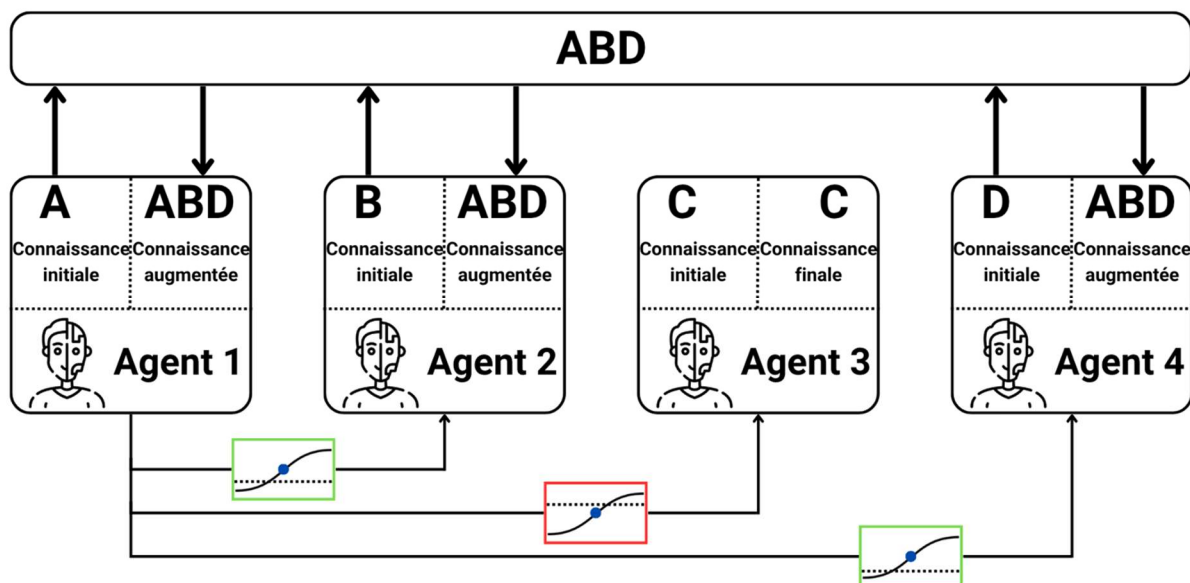 ABD
A
ABD
Connaissance
initiale
Connaissance
augmentée
Agent 1
B
ABD
Connaissance
initiale
Connaissance
augmentée
Agent 2
C
C
Connaissance
initiale
Connaissance
finale
Agent 3
D
ABD
Connaissance
initiale
Connaissance
augmentée
Agent 4